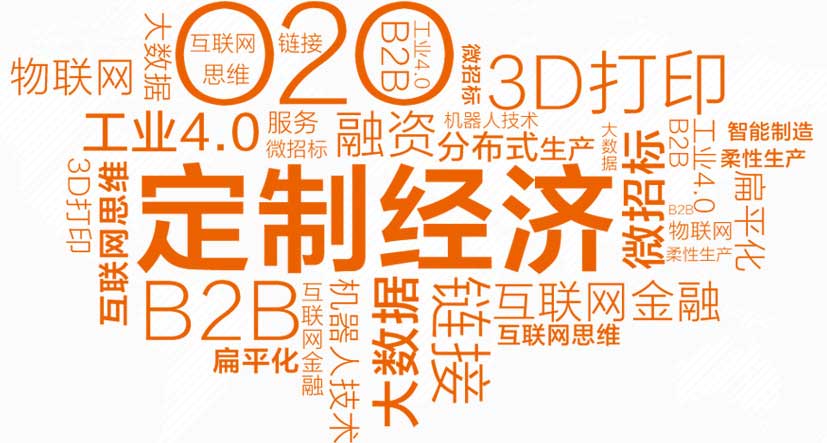 大数据
O2O
互联网
思维
链接
工业4.0
B2B
物联网
微招标
3D打印
工业4.0
服务
微招标
融资
机器人技术
分布式生产
大数据
微招标
B2B
工业4.0
智能制造
柔性生产
3D打印
互联网思维
定制经济
B2B
物联网
柔性生产
扁平化
B2B
扁平化
互联网金融
机器人技术
大数据
链接
互联网金融
互联网思维